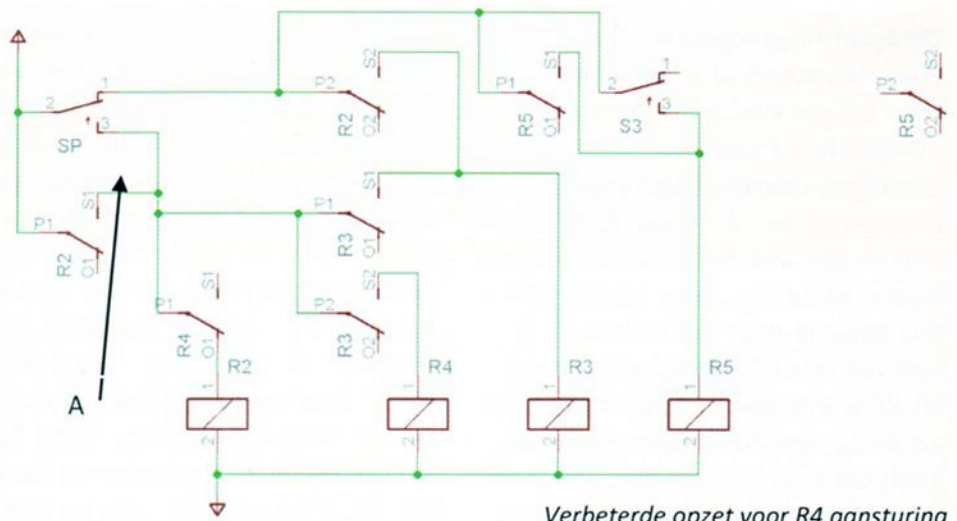 1
S2
P2
R2
O2
S1
P1
R5
O1
1
2
3
S3
S2
P2
R5
O2
2
1
3
SP
S1
P1
R2
O1
S1
P1
R3
O1
S2
P2
R3
O2
S1
P1
R4
O1
A
R2
1
2
R4
1
2
R3
1
2
R5
1
2
Verbeterde opzet voor R4 aansturing